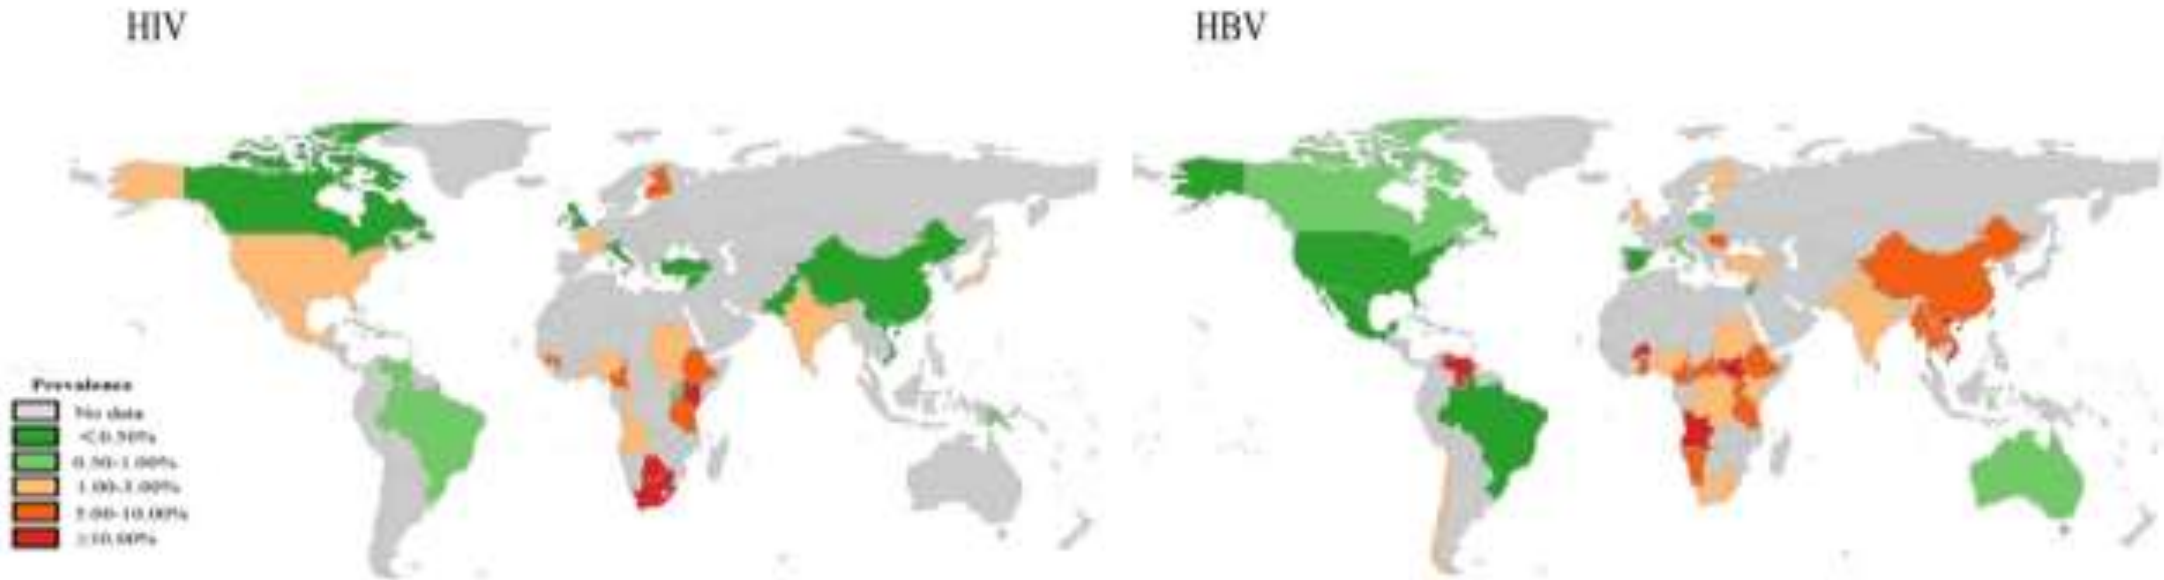 HIV
HBV
Prevalence
No data
<0.50%
0.50-1.00%
1.00-5.00%
5.00-10.00%
≥10.00%